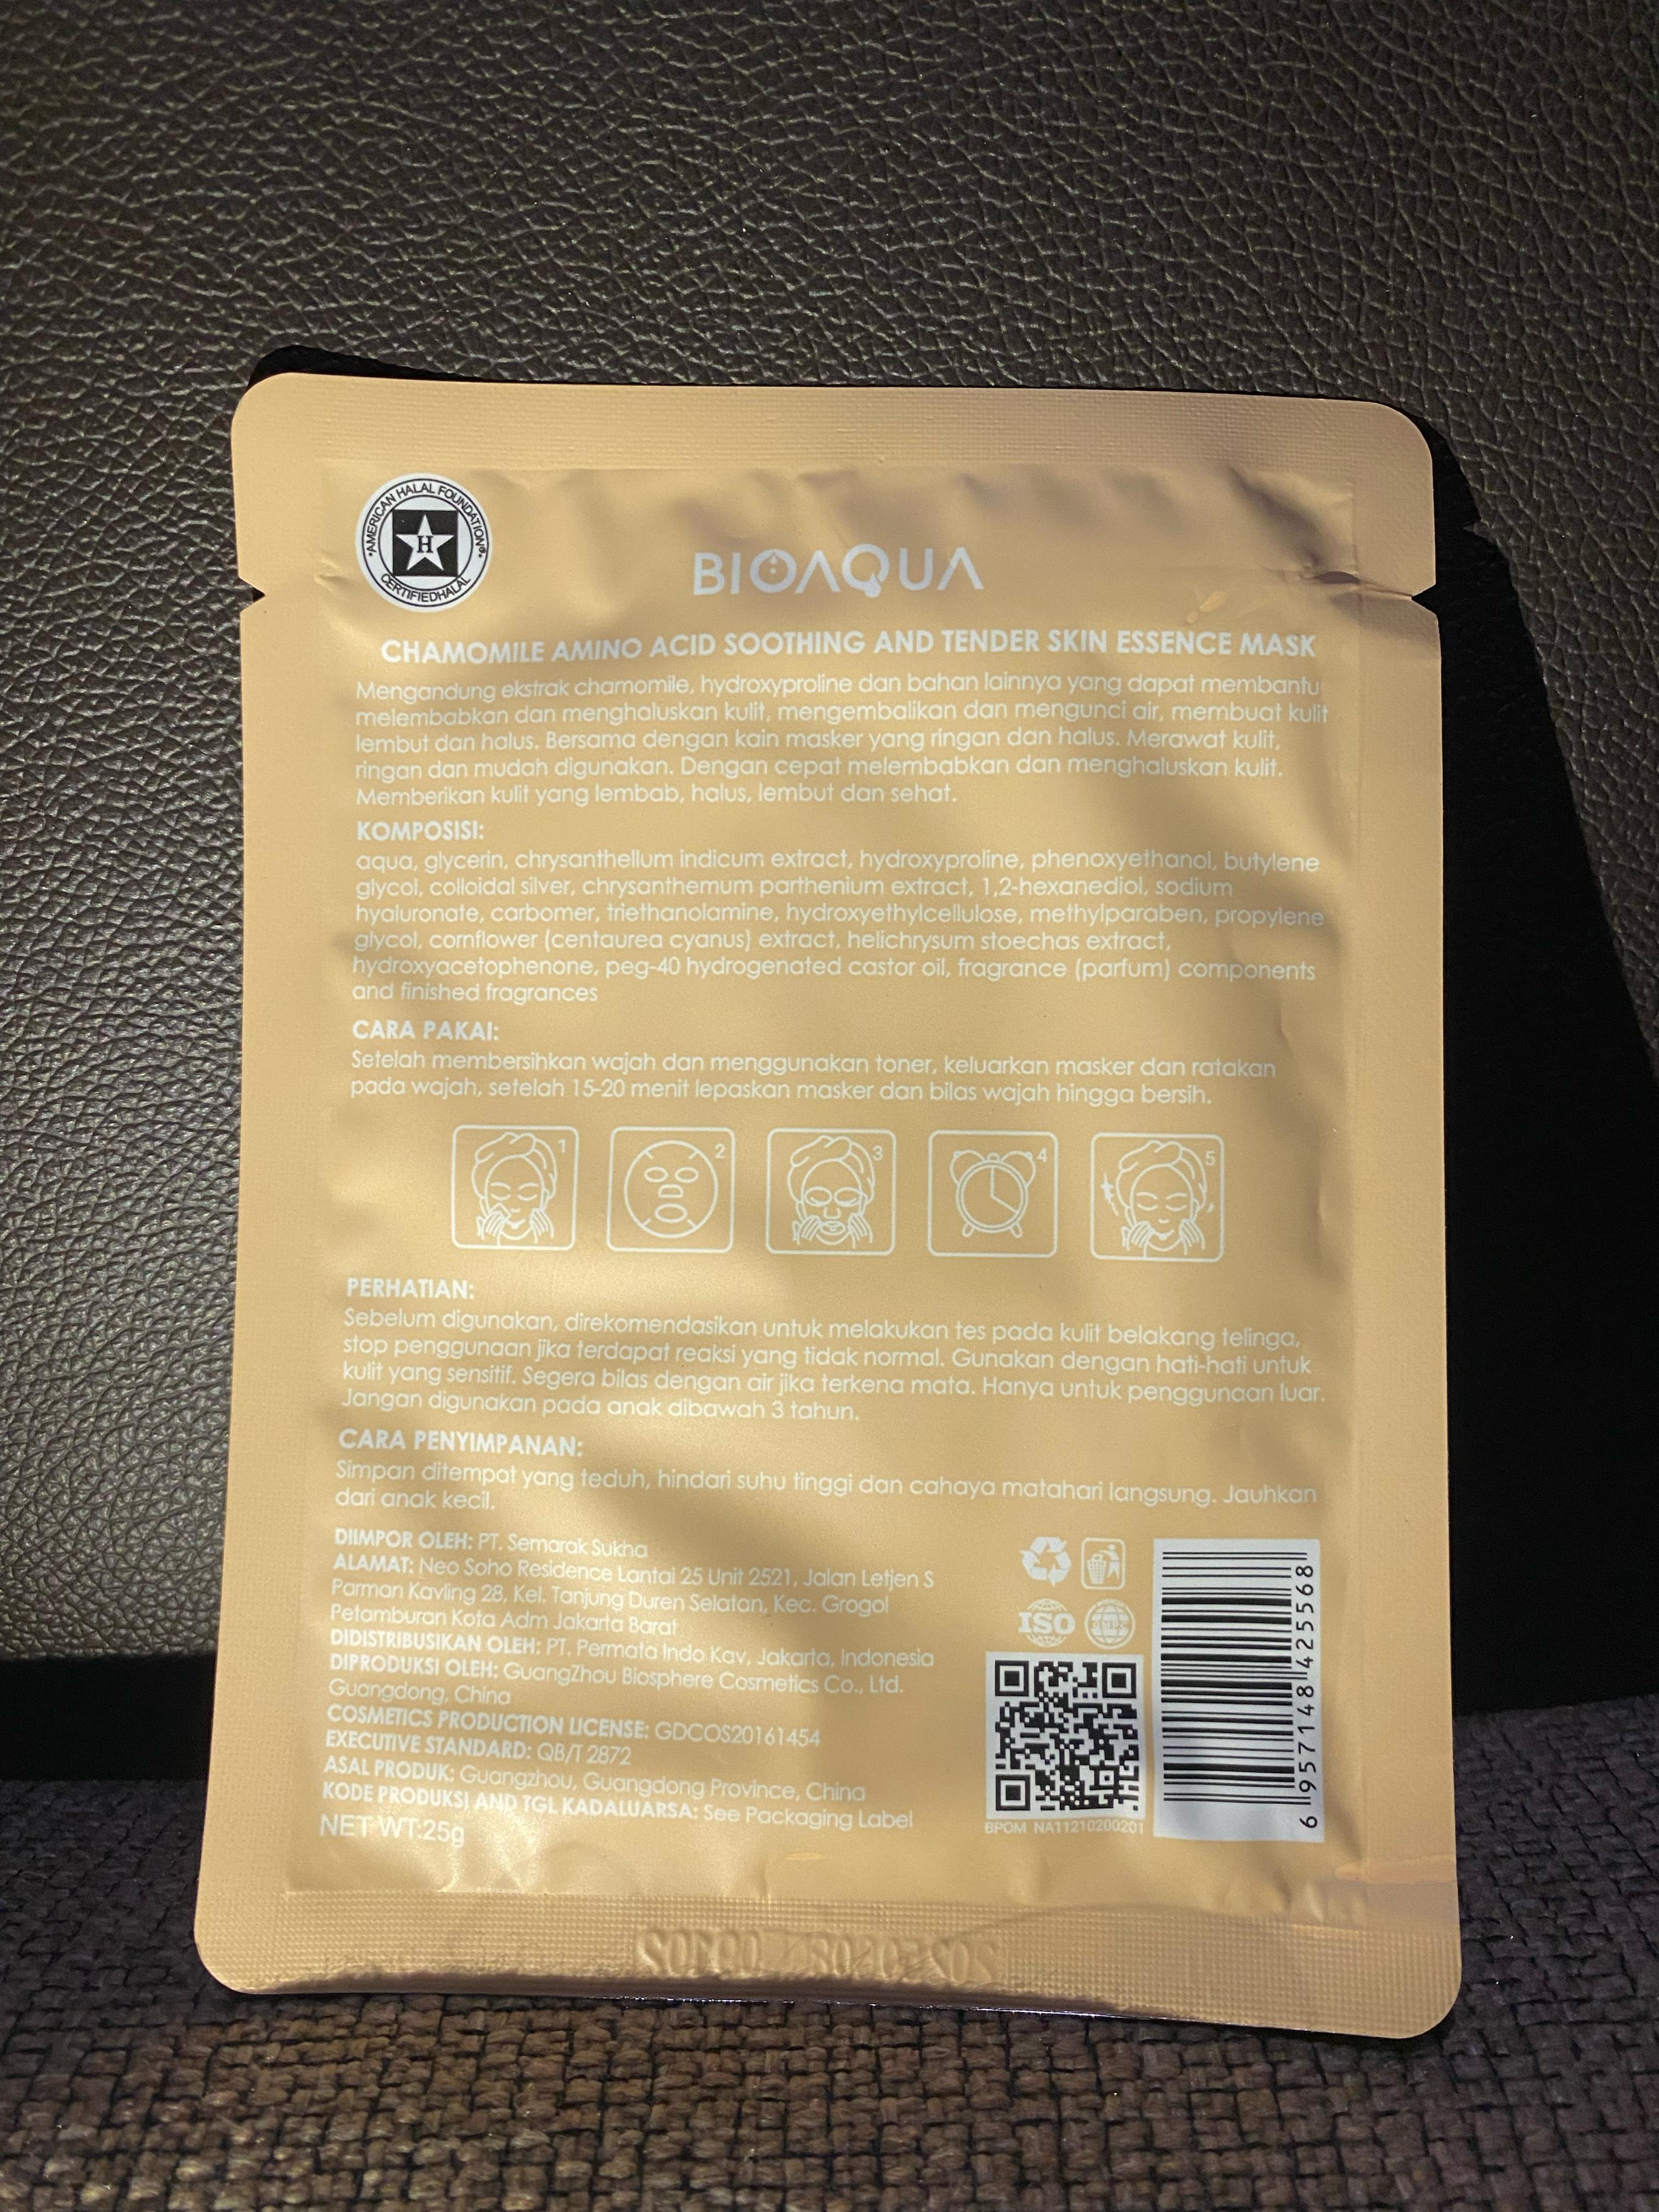 AMERICAN HALAL FOUNDATION
H
CERTIFIEDHALAL
BIOAQUA
CHAMOMILE AMINO ACID SOOTHING AND TENDER SKIN ESSENCE MASK
Mengandung ekstrak chamomile, hydroxyproline dan bahan lainnya yang dapat membantu
melembabkan dan menghaluskan kulit, mengembalikan dan mengunci air, membuat kulit
lembut dan halus. Bersama dengan kain masker yang ringan dan halus. Merawat kulit,
ringan dan mudah digunakan. Dengan cepat melembabkan dan menghaluskan kulit.
Memberikan kulit yang lembab, halus, lembut dan sehat.
KOMPOSISI:
aqua, glycerin, chrysanthellum indicum extract, hydroxyproline, phenoxyethanol, butylene
glycol, colloidal silver, chrysanthemum parthenium extract, 1,2-hexanediol, sodium
hyaluronate, carbomer, triethanolamine, hydroxyethylcellulose, methylparaben, propylene
glycol, cornflower (centaurea cyanus) extract, helichrysum stoechas extract,
hydroxyacetophenone, peg-40 hydrogenated castor oil, fragrance (parfum) components
and finished fragrances
CARA PAKAI:
Setelah membersihkan wajah dan menggunakan toner, keluarkan masker dan ratakan
pada wajah, setelah 15-20 menit lepaskan masker dan bilas wajah hingga bersih.
1 2 3 4 5
PERHATIAN:
Sebelum digunakan, direkomendasikan untuk melakukan tes pada kulit belakang telinga,
stop penggunaan jika terdapat reaksi yang tidak normal. Gunakan dengan hati-hati untuk
kulit yang sensitif. Segera bilas dengan air jika terkena mata. Hanya untuk penggunaan luar.
Jangan digunakan pada anak dibawah 3 tahun.
CARA PENYIMPANAN:
Simpan ditempat yang teduh, hindari suhu tinggi dan cahaya matahari langsung. Jauhkan
dari anak kecil.
DIIMPOR OLEH: PT. Semarak Sukha
ALAMAT: Neo Soho Residence Lantai 25 Unit 2521, Jalan Letjen S
Parman Kavling 28, Kel. Tanjung Duren Selatan, Kec. Grogol
Petamburan Kota Adm Jakarta Barat
DIDISTRIBUSIKAN OLEH: PT. Permata Indo Kav, Jakarta, Indonesia
DIPRODUKSI OLEH: GuangZhou Biosphere Cosmetics Co., Ltd.
Guangdong, China
COSMETICS PRODUCTION LICENSE: GDCOS20161454
EXECUTIVE STANDARD: QB/T 2872
ASAL PRODUK: Guangzhou, Guangdong Province, China
KODE PRODUKSI AND TGL KADALUARSA: See Packaging Label
NET WT:25g
ISO
GMPC
BPOM NA11210200201
6 957148 425568